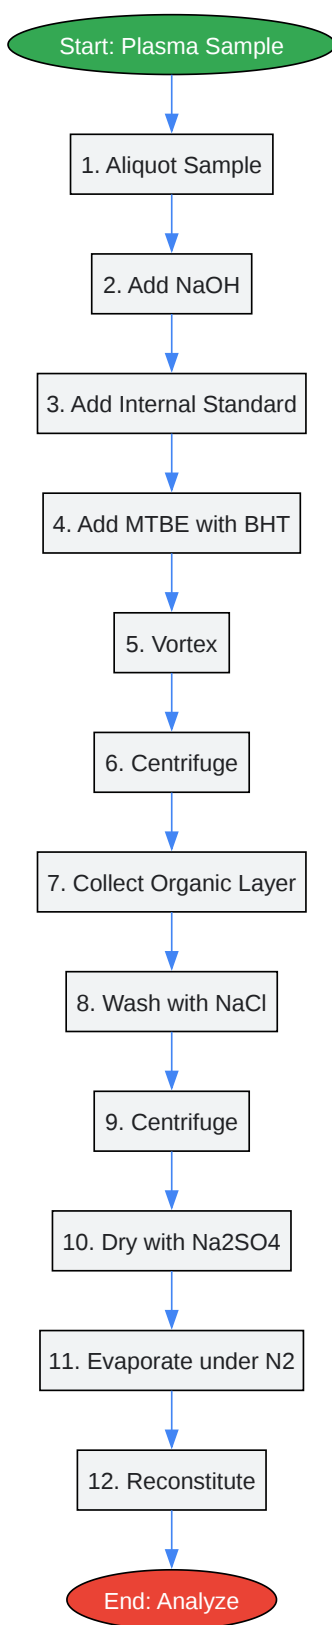 Start: Plasma Sample
1. Aliquot Sample
2. Add NaOH
3. Add Internal Standard
4. Add MTBE with BHT
5. Vortex
6. Centrifuge
7. Collect Organic Layer
8. Wash with NaCl
9. Centrifuge
10. Dry with Na2SO4
11. Evaporate under N2
12. Reconstitute
End: Analyze